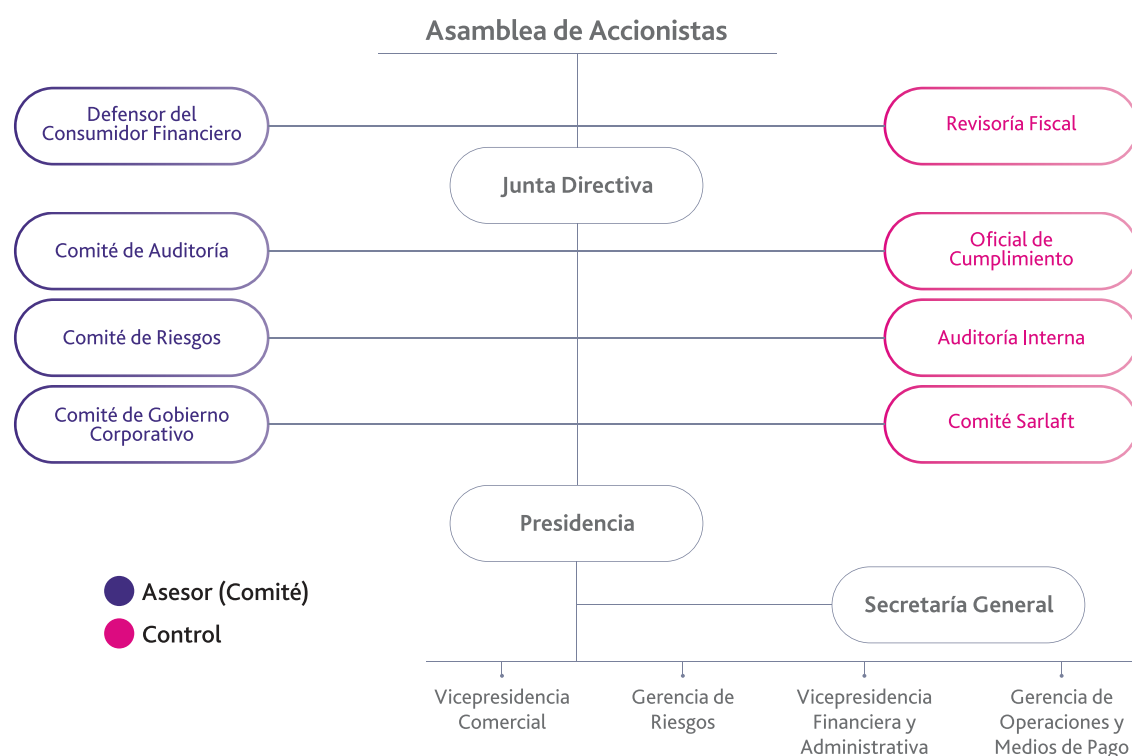 Asamblea de Accionistas
Defensor del
Consumidor Financiero
Revisoría Fiscal
Junta Directiva
Comité de Auditoría
Oficial de
Cumplimiento
Comité de Riesgos
Auditoría Interna
Comité de Gobierno
Corporativo
Comité Sarlaft
Presidencia
Asesor (Comité)
Control
Secretaría General
Vicepresidencia
Comercial
Gerencia de
Riesgos
Vicepresidencia
Financiera y
Administrativa
Gerencia de
Operaciones y
Medios de Pago